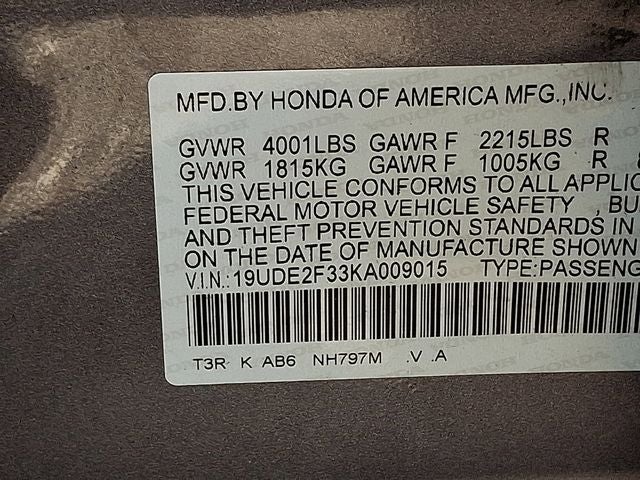 MFD.BY HONDA OF AMERICA MFG.,INC.
GVWR 4001LBS GAWR F 2215LBS R
GVWR 1815KG GAWR F 1005KG R
THIS VEHICLE CONFORMS TO ALL APPLIC
FEDERAL MOTOR VEHICLE SAFETY , BU
AND THEFT PREVENTION STANDARDS IN
ON THE DATE OF MANUFACTURE SHOWN
V.I.N.:19UDE2F33KA009015 TYPE:PASSENG
T3R K AB6 NH797M .V .A